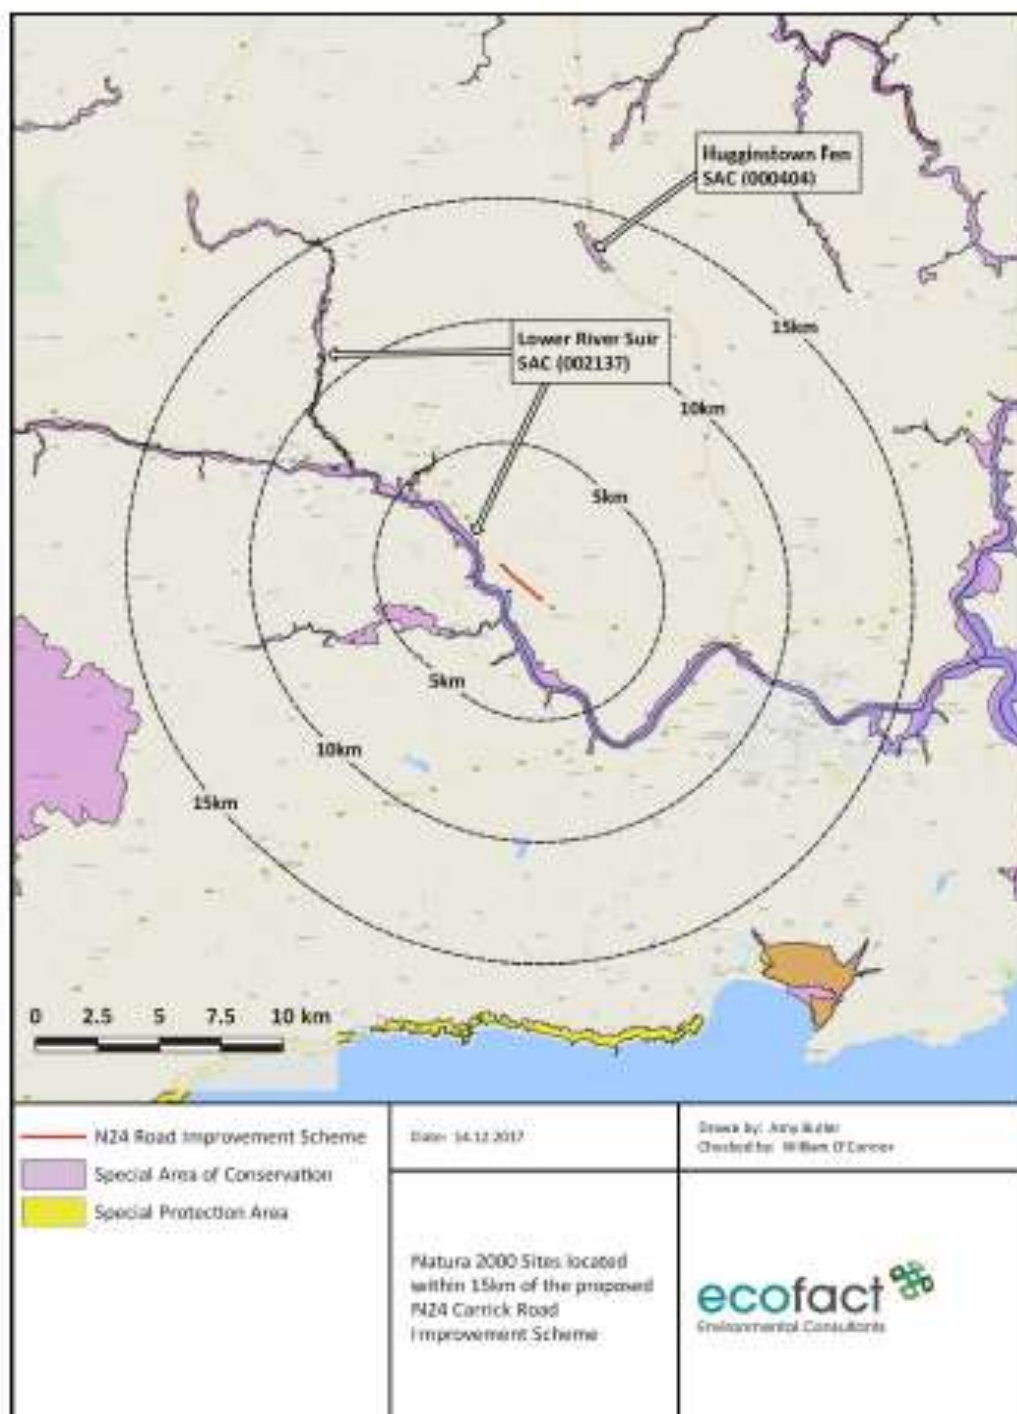 Hugginstown Fen
SAC (000404)
15km
Lower River Suir
SAC (002137)
10km
5km
5km
10km
15km
0 2.5 5 7.5 10 km
N24 Road Improvement Scheme
Special Area of Conservation
Special Protection Area
Date: 14.12.2017
Drawn by: Amy Butler
Checked by: William O'Connor
Natura 2000 Sites located
within 15km of the proposed
N24 Carrick Road
Improvement Scheme
ecofact
Environmental Consultants